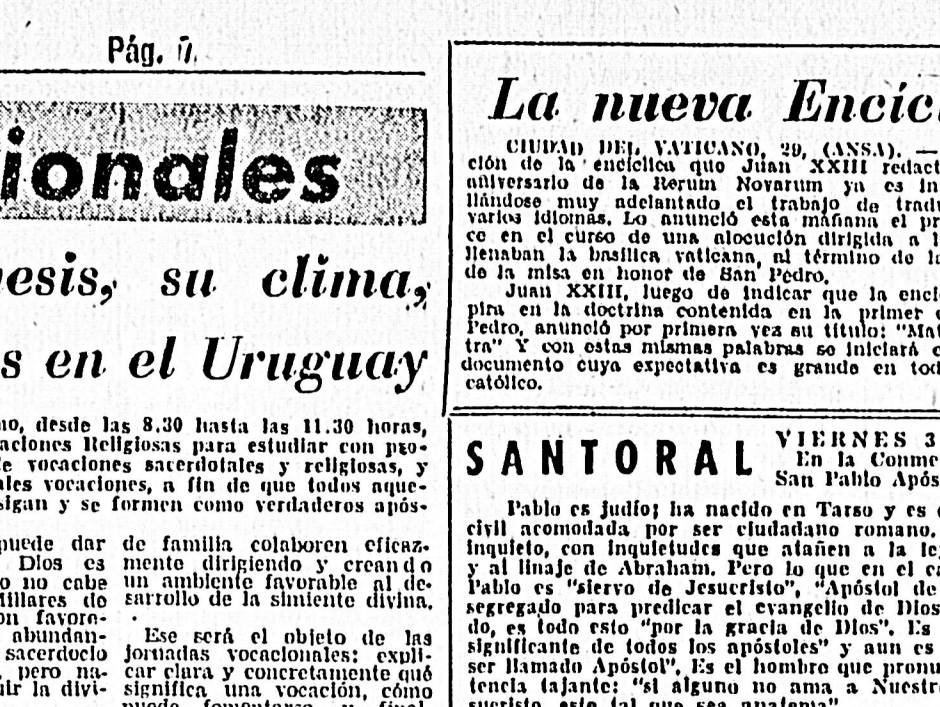 Pág. 7
ionales
esis, su clima,
s en el Uruguay
no, desde las 8.30 hasta las 11.30 horas,
aciones Religiosas para estudiar con pro-
e vocaciones sacerdotales y religiosas, y
ales vocaciones, a fin de que todos aque-
sigan y se formen como verdaderos após-
puede dar
Dios es
o no cabe
Millares de
on favore-
abundan-
sacerdocio
, pero na-
uir la divi-
de familia colaboren eficaz-
mente dirigiendo y creando
un ambiente favorable al de-
sarrollo de la simiente divina.
Ese será el objeto de las
jornadas vocacionales: expli-
car clara y concretamente qué
significa una vocación, cómo
puede fomentarse y final-
La nueva Encíc
CIUDAD DEL VATICANO, 29, (ANSA). —
ción de la encíclica que Juan XXIII redact
aniversario de la Rerum Novarum ya es in
llándose muy adelantado el trabajo de tradu
varios idiomas. Lo anunció esta mañana el pr
ce en el curso de una alocución dirigida a l
llenaban la basílica vaticana, al término de l
de la misa en honor de San Pedro.
Juan XXIII, luego de indicar que la encí
pira en la doctrina contenida en la primer
Pedro, anunció por primera vez su título: "Mat
tra" Y con estas mismas palabras se iniciará
documento cuya expectativa es grande en tod
católico.
SANTORAL
VIERNES 3
En la Conme
San Pablo Após
Pablo es judío; ha nacido en Tarso y es
civil acomodada por ser ciudadano romano.
inquieto, con inquietudes que atañen a la le
y al linaje de Abraham. Pero lo que en el ca
Pablo es "siervo de Jesucristo", "Apóstol de
segregado para predicar el evangelio de Dios
do, es todo esto "por la gracia de Dios". Es
significante de todos los apóstoles" y aun es
ser llamado Apóstol". Es el hombre que pronu
tencia tajante: "si alguno no ama a Nuestr
sucristo, este tal que sea anatema"